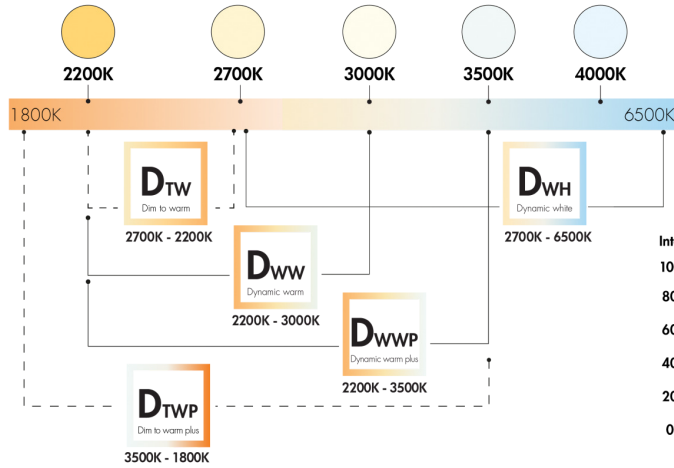 2200K 2700K 3000K 3500K 4000K
1800K 6500K
DTW
Dim to warm
2700K - 2200K
DWH
Dynamic white
2700K - 6500K
DWW
Dynamic warm
2200K - 3000K
DWWP
Dynamic warm plus
2200K - 3500K
DTWP
Dim to warm plus
3500K - 1800K